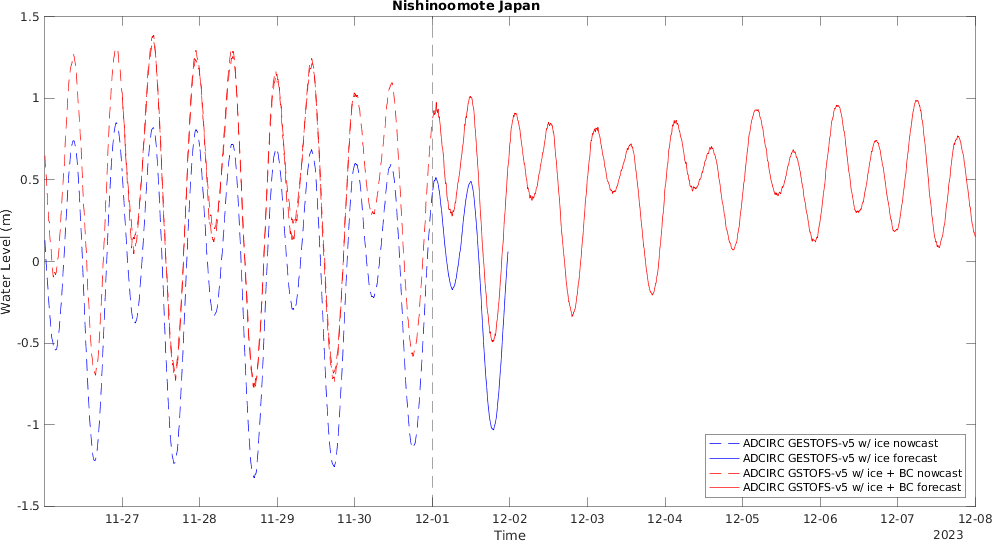 Nishinoomote Japan
1.5
1
0.5
0
-0.5
-1
-1.5
Water Level (m)
11-27 11-28 11-29 11-30 12-01 12-02 12-03 12-04 12-05 12-06 12-07 12-08
Time
2023
ADCIRC GESTOFS-v5 w/ ice nowcast
ADCIRC GESTOFS-v5 w/ ice forecast
ADCIRC GSTOFS-v5 w/ ice + BC nowcast
ADCIRC GSTOFS-v5 w/ ice + BC forecast